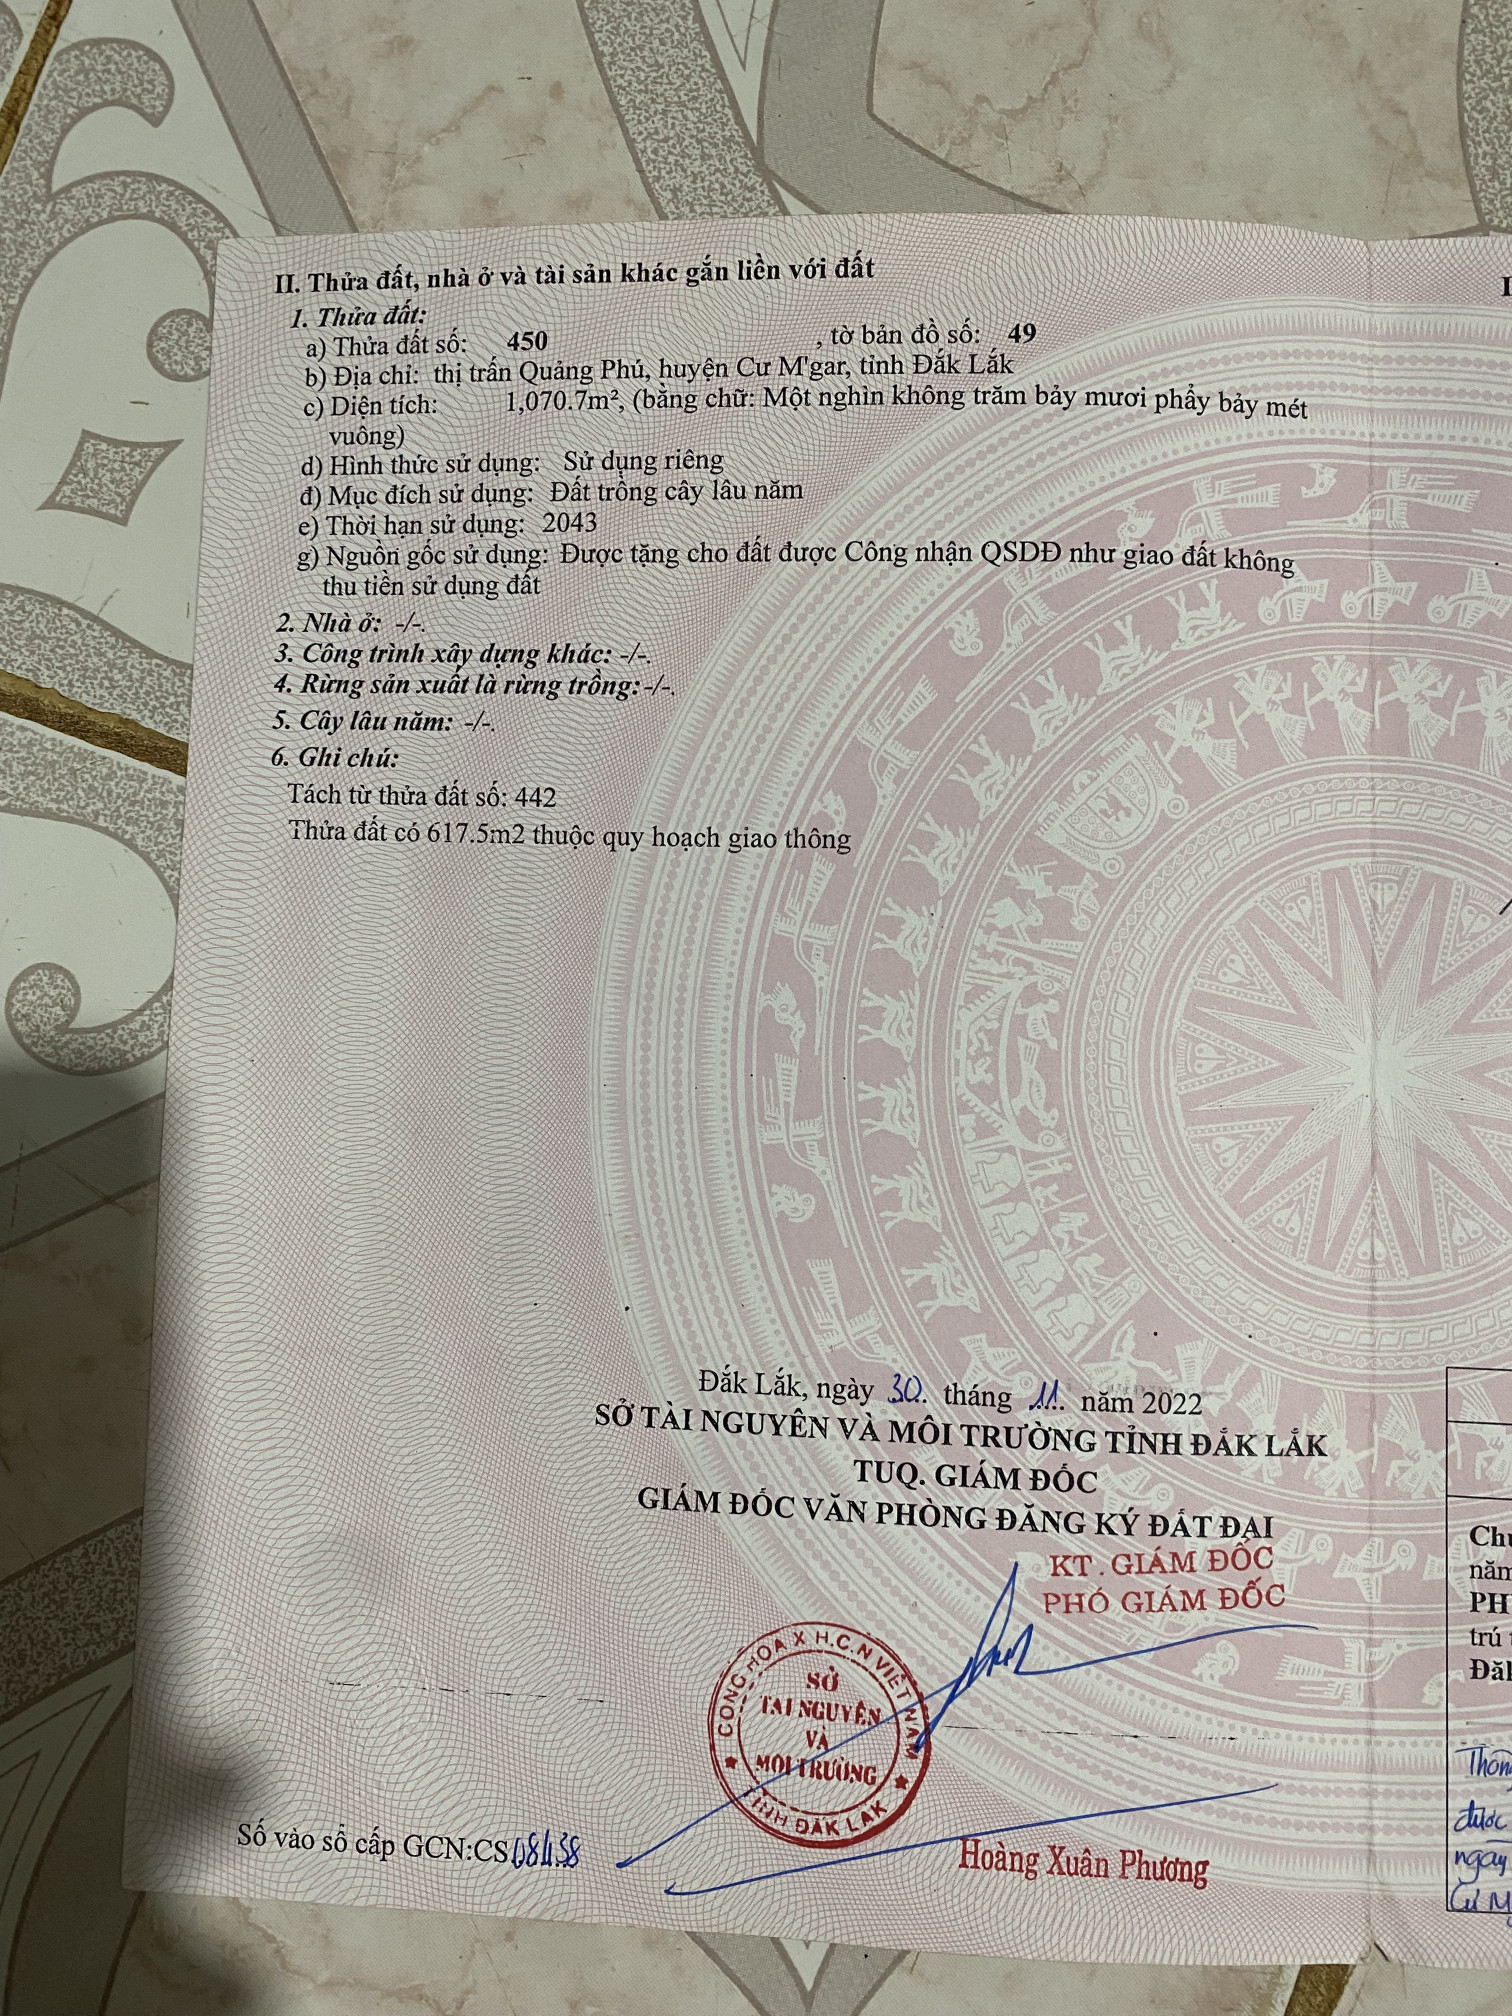 II. Thửa đất, nhà ở và tài sản khác gắn liền với đất
1. Thửa đất:
a) Thửa đất số: 450 , tờ bản đồ số: 49
b) Địa chỉ: thị trấn Quảng Phú, huyện Cư M'gar, tỉnh Đắk Lắk
c) Diện tích: 1,070.7m², (bằng chữ: Một nghìn không trăm bảy mươi phẩy bảy mét
vuông)
d) Hình thức sử dụng: Sử dụng riêng
đ) Mục đích sử dụng: Đất trồng cây lâu năm
e) Thời hạn sử dụng: 2043
g) Nguồn gốc sử dụng: Được tặng cho đất được Công nhận QSDĐ như giao đất không
thu tiền sử dụng đất
2. Nhà ở: -/-.
3. Công trình xây dựng khác: -/-.
4. Rừng sản xuất là rừng trồng: -/-.
5. Cây lâu năm: -/-.
6. Ghi chú:
Tách từ thửa đất số: 442
Thửa đất có 617.5m2 thuộc quy hoạch giao thông
Đắk Lắk, ngày 30. tháng 11. năm 2022
SỞ TÀI NGUYÊN VÀ MÔI TRƯỜNG TỈNH ĐẮK LẮK
TUQ. GIÁM ĐỐC
GIÁM ĐỐC VĂN PHÒNG ĐĂNG KÝ ĐẤT ĐAI
KT. GIÁM ĐỐC
PHÓ GIÁM ĐỐC
CỘNG HÒA X.H.C.N VIỆT NAM
SỞ
TÀI NGUYÊN
VÀ
MÔI TRƯỜNG
TỈNH ĐẮK LẮK
Hoàng Xuân Phương
Số vào sổ cấp GCN:CS
năm
PH
trú
được
ngày
Cư M